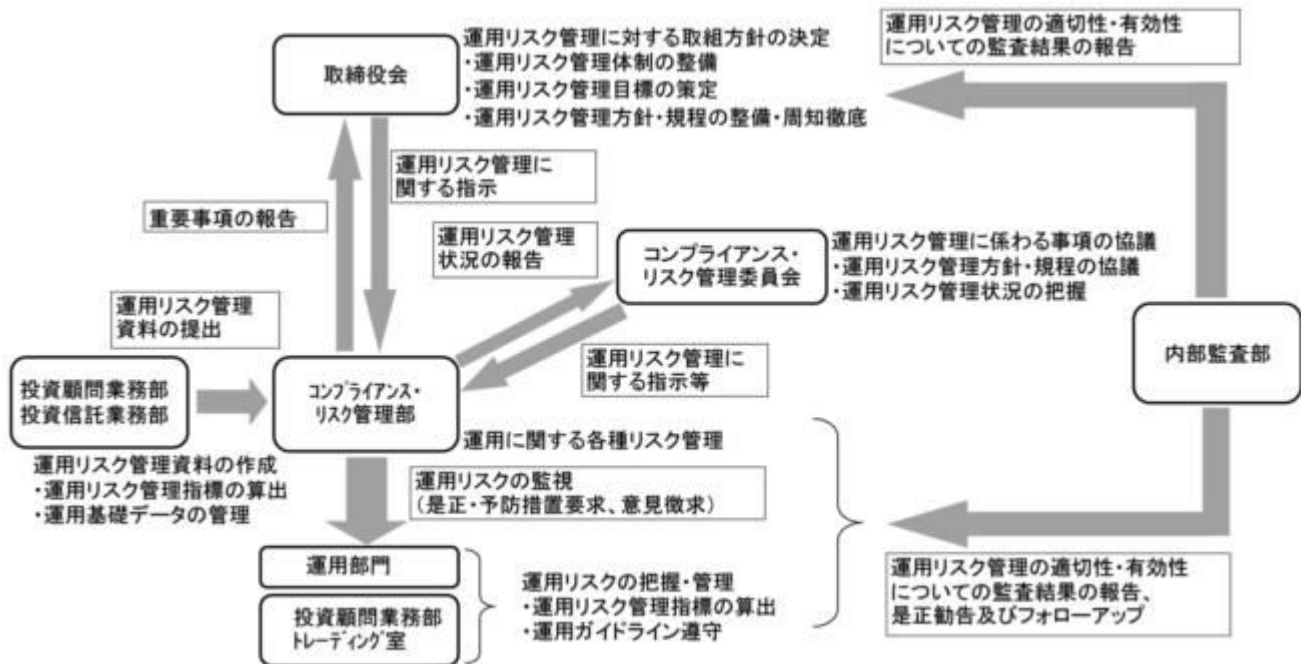 取締役会
運用リスク管理に対する取組方針の決定
・運用リスク管理体制の整備
・運用リスク管理目標の策定
・運用リスク管理方針・規程の整備・周知徹底
運用リスク管理の適切性・有効性
についての監査結果の報告
運用リスク管理に
関する指示
重要事項の報告
運用リスク管理
状況の報告
コンプライアンス・
リスク管理委員会
運用リスク管理に係わる事項の協議
・運用リスク管理方針・規程の協議
・運用リスク管理状況の把握
運用リスク管理
資料の提出
運用リスク管理に
関する指示等
内部監査部
投資顧問業務部
投資信託業務部
コンプライアンス・
リスク管理部
運用に関する各種リスク管理
運用リスク管理資料の作成
・運用リスク管理指標の算出
・運用基礎データの管理
運用リスクの監視
（是正・予防措置要求、意見徴求）
運用部門
投資顧問業務部
トレーディング室
運用リスクの把握・管理
・運用リスク管理指標の算出
・運用ガイドライン遵守
運用リスク管理の適切性・有効性
についての監査結果の報告、
是正勧告及びフォローアップ